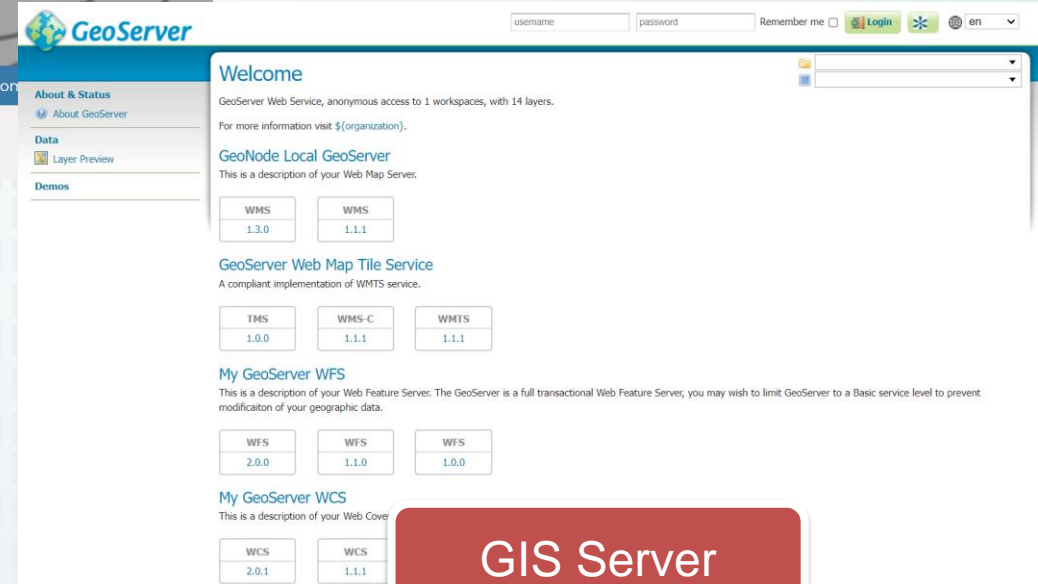 GeoServer
username password Remember me Login en
on
About & Status
About GeoServer
Data
Layer Preview
Demos
Welcome
GeoServer Web Service, anonymous access to 1 workspaces, with 14 layers.
For more information visit ${organization}.
GeoNode Local GeoServer
This is a description of your Web Map Server.
WMS WMS
1.3.0 1.1.1
GeoServer Web Map Tile Service
A compliant implementation of WMTS service.
TMS WMS-C WMTS
1.0.0 1.1.1 1.1.1
My GeoServer WFS
This is a description of your Web Feature Server. The GeoServer is a full transactional Web Feature Server, you may wish to limit GeoServer to a Basic service level to prevent
modificaiton of your geographic data.
WFS WFS WFS
2.0.0 1.1.0 1.0.0
My GeoServer WCS
This is a description of your Web Cove
WCS WCS
2.0.1 1.1.1
GIS Server